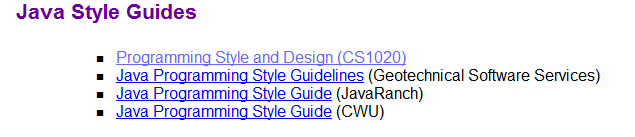 Java Style Guides
Programming Style and Design (CS1020)
Java Programming Style Guidelines (Geotechnical Software Services)
Java Programming Style Guide (JavaRanch)
Java Programming Style Guide (CWU)